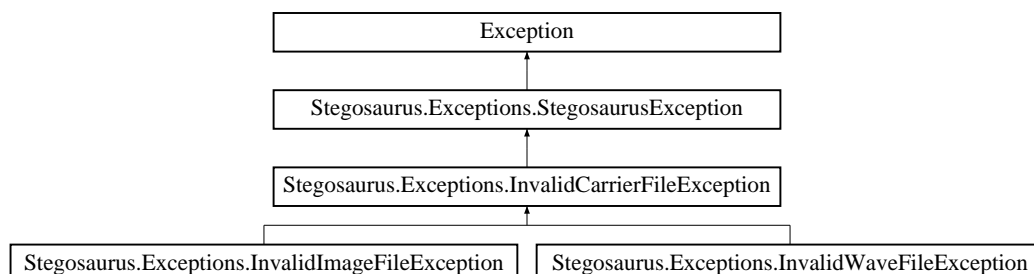 Exception
Stegosaurus.Exceptions.StegosaurusException
Stegosaurus.Exceptions.InvalidCarrierFileException
Stegosaurus.Exceptions.InvalidImageFileException
Stegosaurus.Exceptions.InvalidWaveFileException